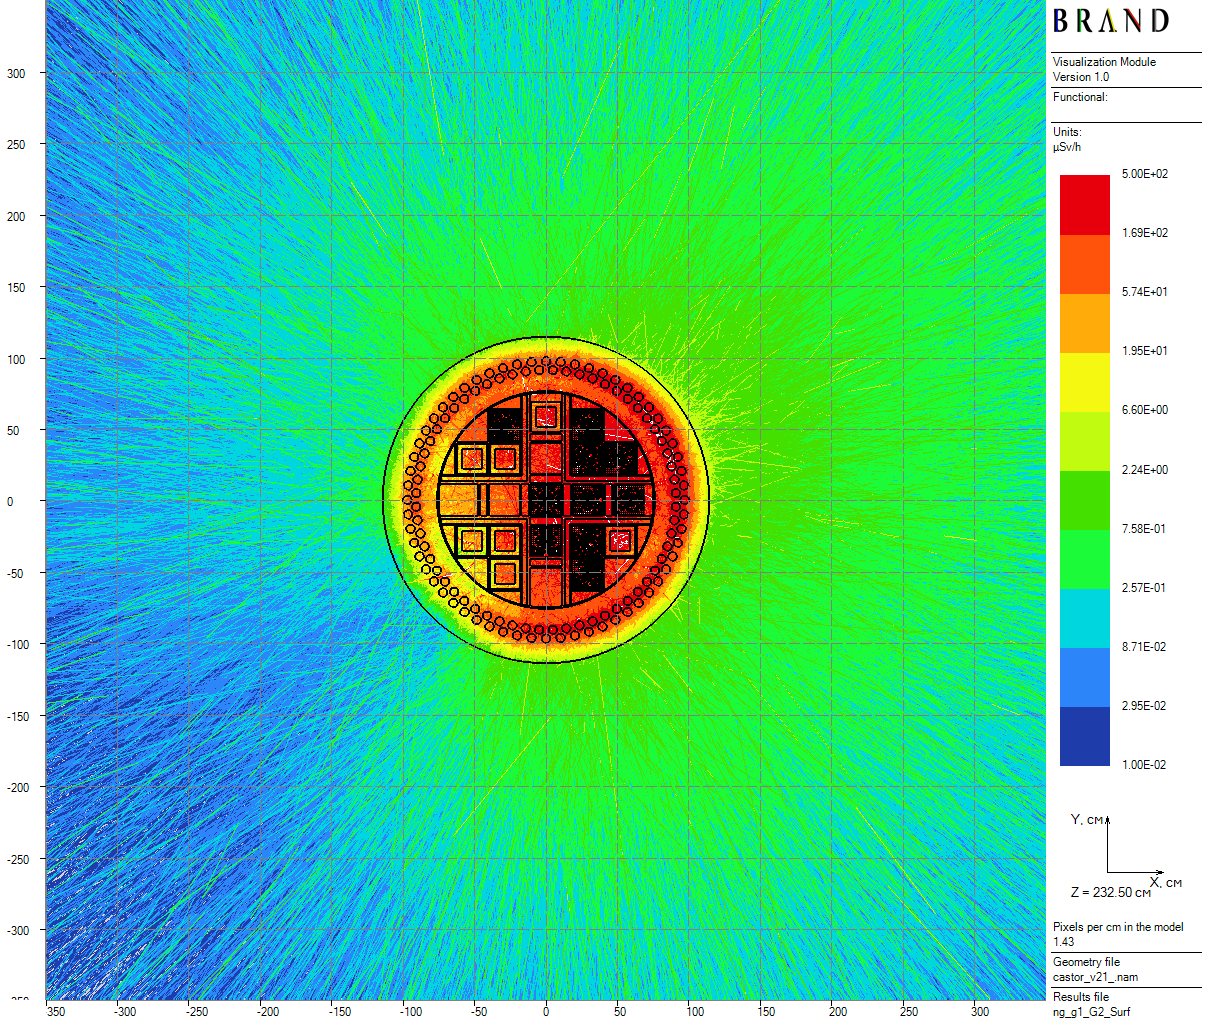 BRAND
Visualization Module
Version 1.0
Functional:
Units:
µSv/h
5.00E+02
1.69E+02
5.74E+01
1.95E+01
6.60E+00
2.24E+00
7.58E-01
2.57E-01
8.71E-02
2.95E-02
1.00E-02
Y, см
X, см
Z = 232.50 см
Pixels per cm in the model
1.43
Geometry file
castor_v21_.nam
Results file
ng_g1_G2_Surf
300
250
200
150
100
50
0
-50
-100
-150
-200
-250
-300
350 -300 -250 -200 -150 -100 -50 0 50 100 150 200 250 300